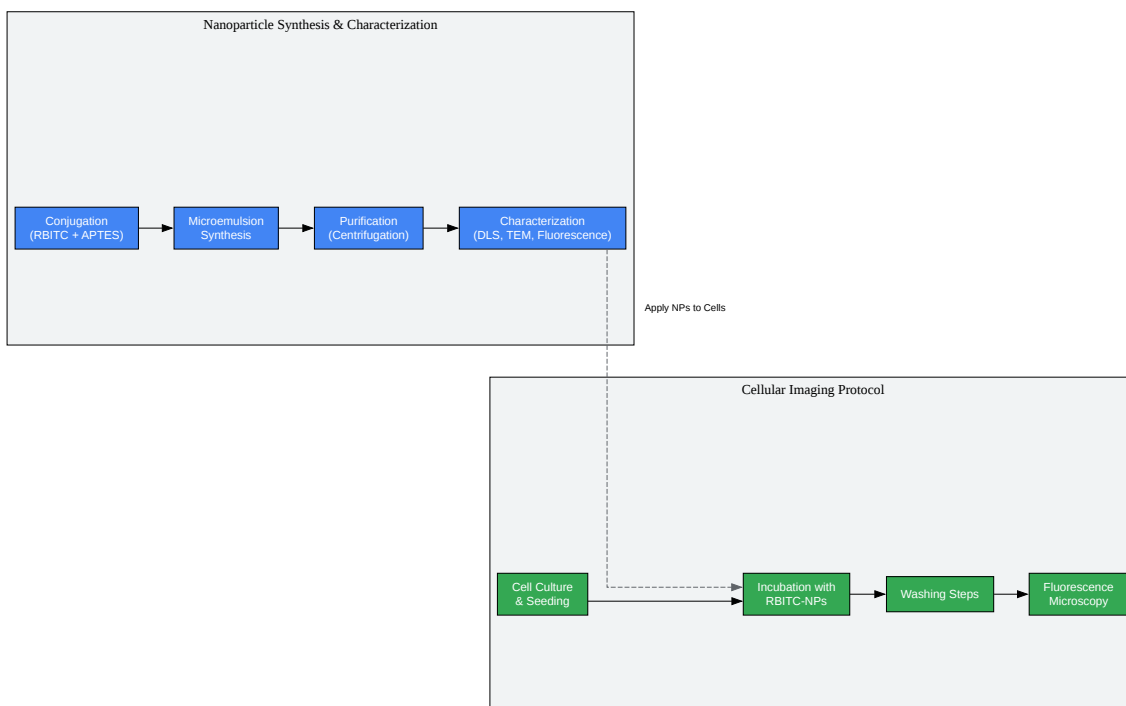 Nanoparticle Synthesis & Characterization
Conjugation
(RBITC + APTES)
Microemulsion
Synthesis
Purification
(Centrifugation)
Characterization
(DLS, TEM, Fluorescence)
Apply NPs to Cells
Cellular Imaging Protocol
Cell Culture
& Seeding
Incubation with
RBITC-NPs
Washing Steps
Fluorescence
Microscopy